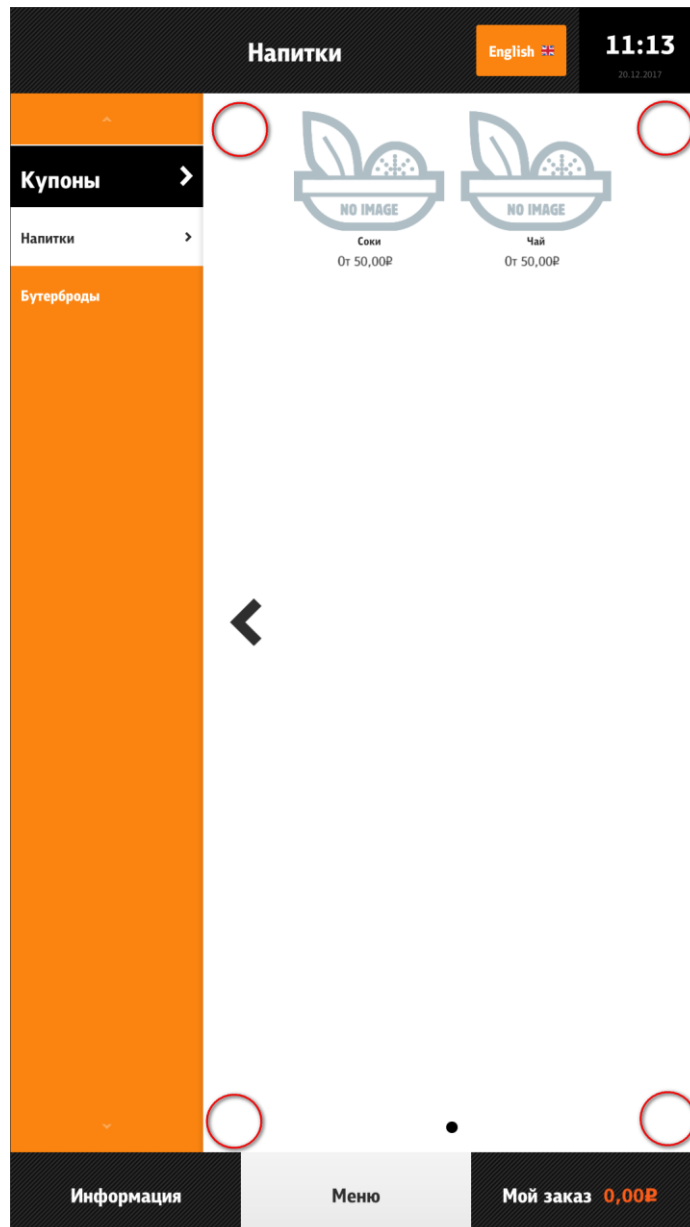 Напитки
English
11:13
20.12.2017
Купоны
Напитки
Бутерброды
NO IMAGE
NO IMAGE
Соки
Чай
От 50,00₽
От 50,00₽
Информация
Меню
Мой заказ 0,00₽